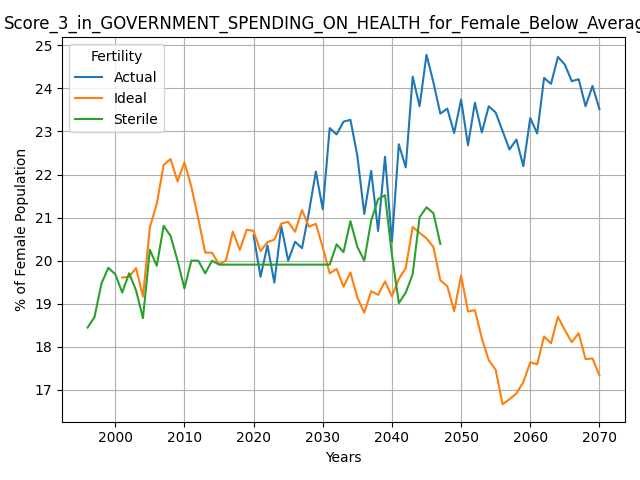 Score_3_in_GOVERNMENT_SPENDING_ON_HEALTH_for_Female_Below_Averag
25
24
23
22
21
20
19
18
17
% of Female Population
Fertility
Actual
Ideal
Sterile
2000 2010 2020 2030 2040 2050 2060 2070
Years